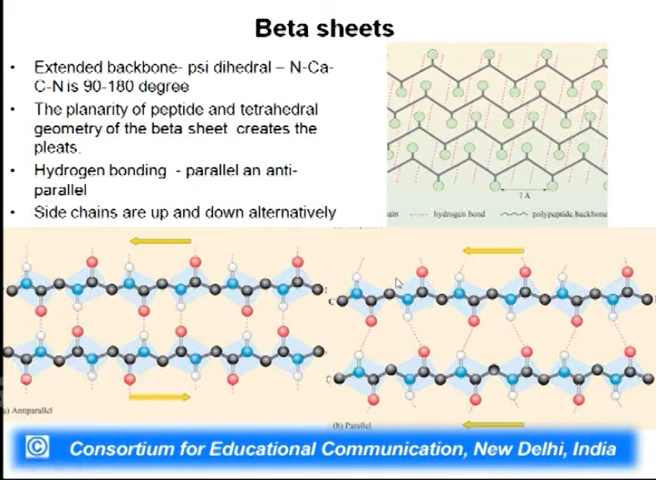 Beta sheets
• Extended backbone- psi dihedral – N-Ca-
C-N is 90-180 degree
• The planarity of peptide and tetrahedral
geometry of the beta sheet creates the
pleats.
• Hydrogen bonding - parallel an anti-
parallel
• Side chains are up and down alternatively
7 Å
hydrogen bond
polypeptide backbone
a) Antiparallel
(b) Parallel
© Consortium for Educational Communication, New Delhi, India